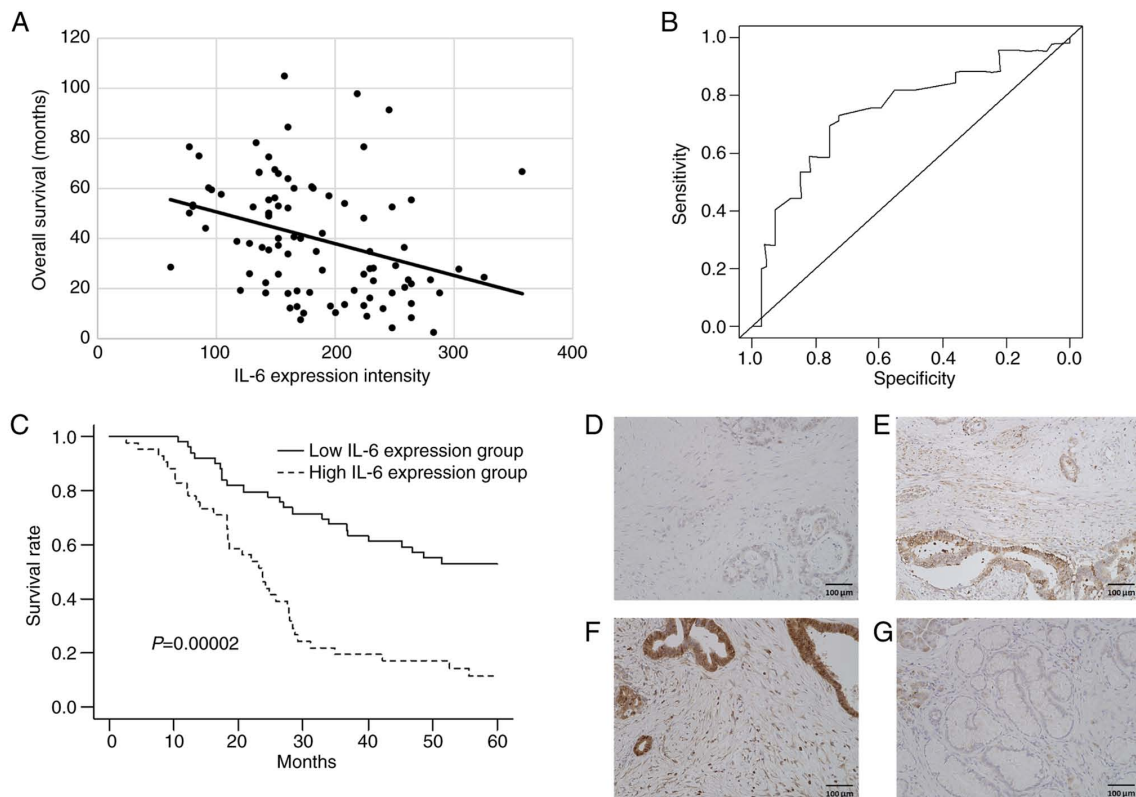 A
120
100
80
60
40
20
0
0 100 200 300 400
Overall survival (months)
IL-6 expression intensity
B
1.0
0.8
0.6
0.4
0.2
0.0
1.0 0.8 0.6 0.4 0.2 0.0
Sensitivity
Specificity
C
1.0
0.8
0.6
0.4
0.2
0.0
0 10 20 30 40 50 60
Survival rate
Months
Low IL-6 expression group
High IL-6 expression group
P=0.00002
D
100 μm
E
100 μm
F
100 μm
G
100 μm